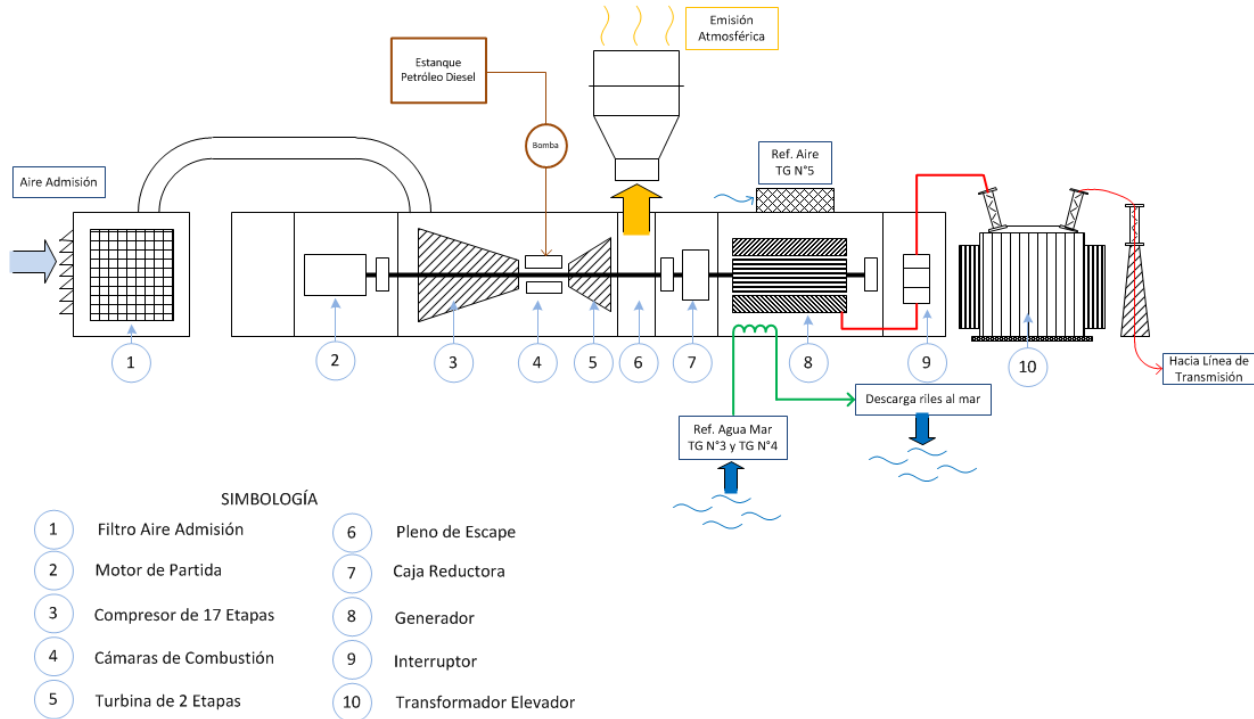 Emisión
Atmosférica
Estanque
Petróleo Diesel
Bomba
Ref. Aire
TG N°5
Aire Admisión
1
2
3
4
5
6
7
8
9
10
Hacia Línea de
Transmisión
Descarga riles al mar
Ref. Agua Mar
TG N°3 y TG N°4
SIMBOLOGÍA
1 Filtro Aire Admisión
2 Motor de Partida
3 Compresor de 17 Etapas
4 Cámaras de Combustión
5 Turbina de 2 Etapas
6 Pleno de Escape
7 Caja Reductora
8 Generador
9 Interruptor
10 Transformador Elevador